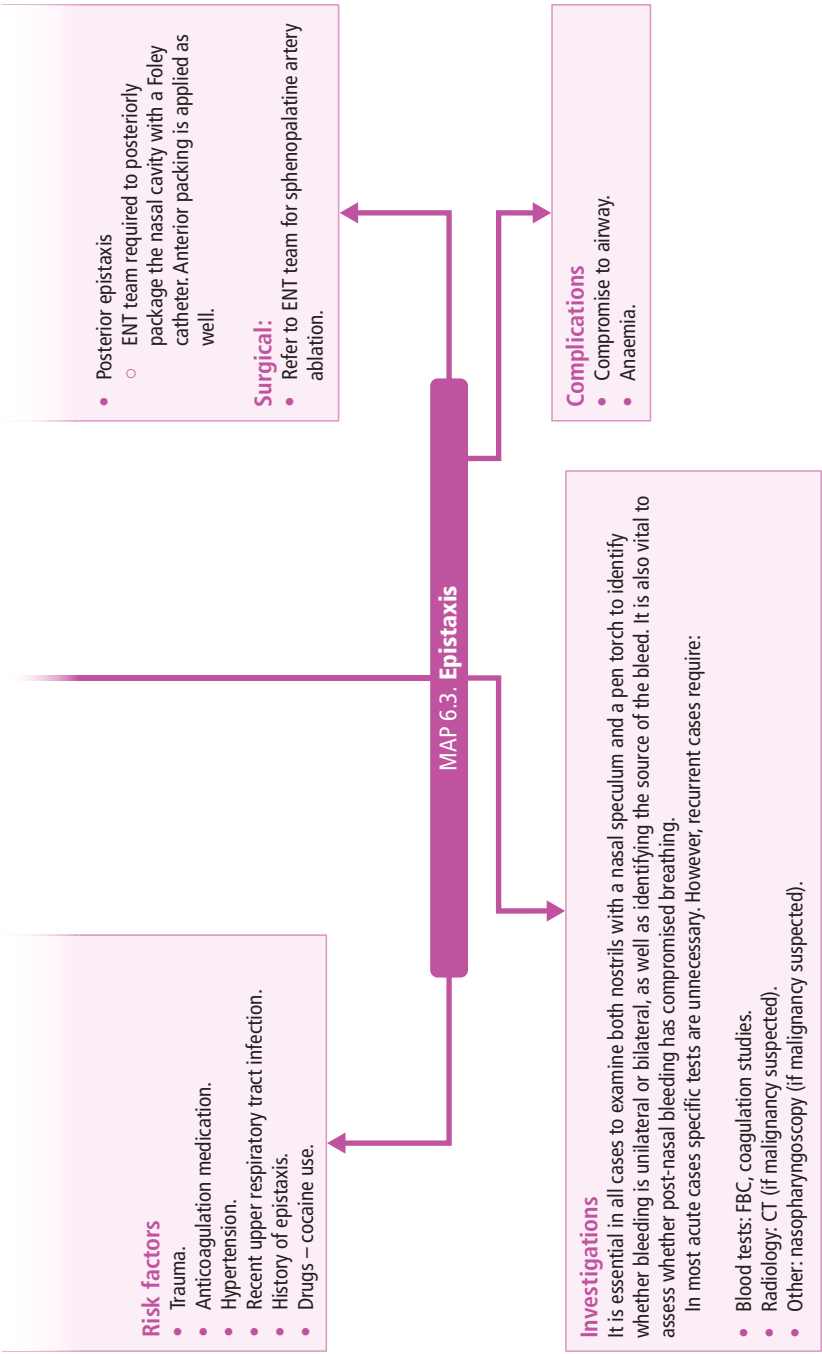 Risk factors
• Trauma.
• Anticoagulation medication.
• Hypertension.
• Recent upper respiratory tract infection.
• History of epistaxis.
• Drugs – cocaine use.
• Posterior epistaxis
○ ENT team required to posteriorly
package the nasal cavity with a Foley
catheter. Anterior packing is applied as
well.
Surgical:
• Refer to ENT team for sphenopalatine artery
ablation.
MAP 6.3. Epistaxis
Investigations
It is essential in all cases to examine both nostrils with a nasal speculum and a pen torch to identify
whether bleeding is unilateral or bilateral, as well as identifying the source of the bleed. It is also vital to
assess whether post-nasal bleeding has compromised breathing.
In most acute cases specific tests are unnecessary. However, recurrent cases require:
• Blood tests: FBC, coagulation studies.
• Radiology: CT (if malignancy suspected).
• Other: nasopharyngoscopy (if malignancy suspected).
Complications
• Compromise to airway.
• Anaemia.